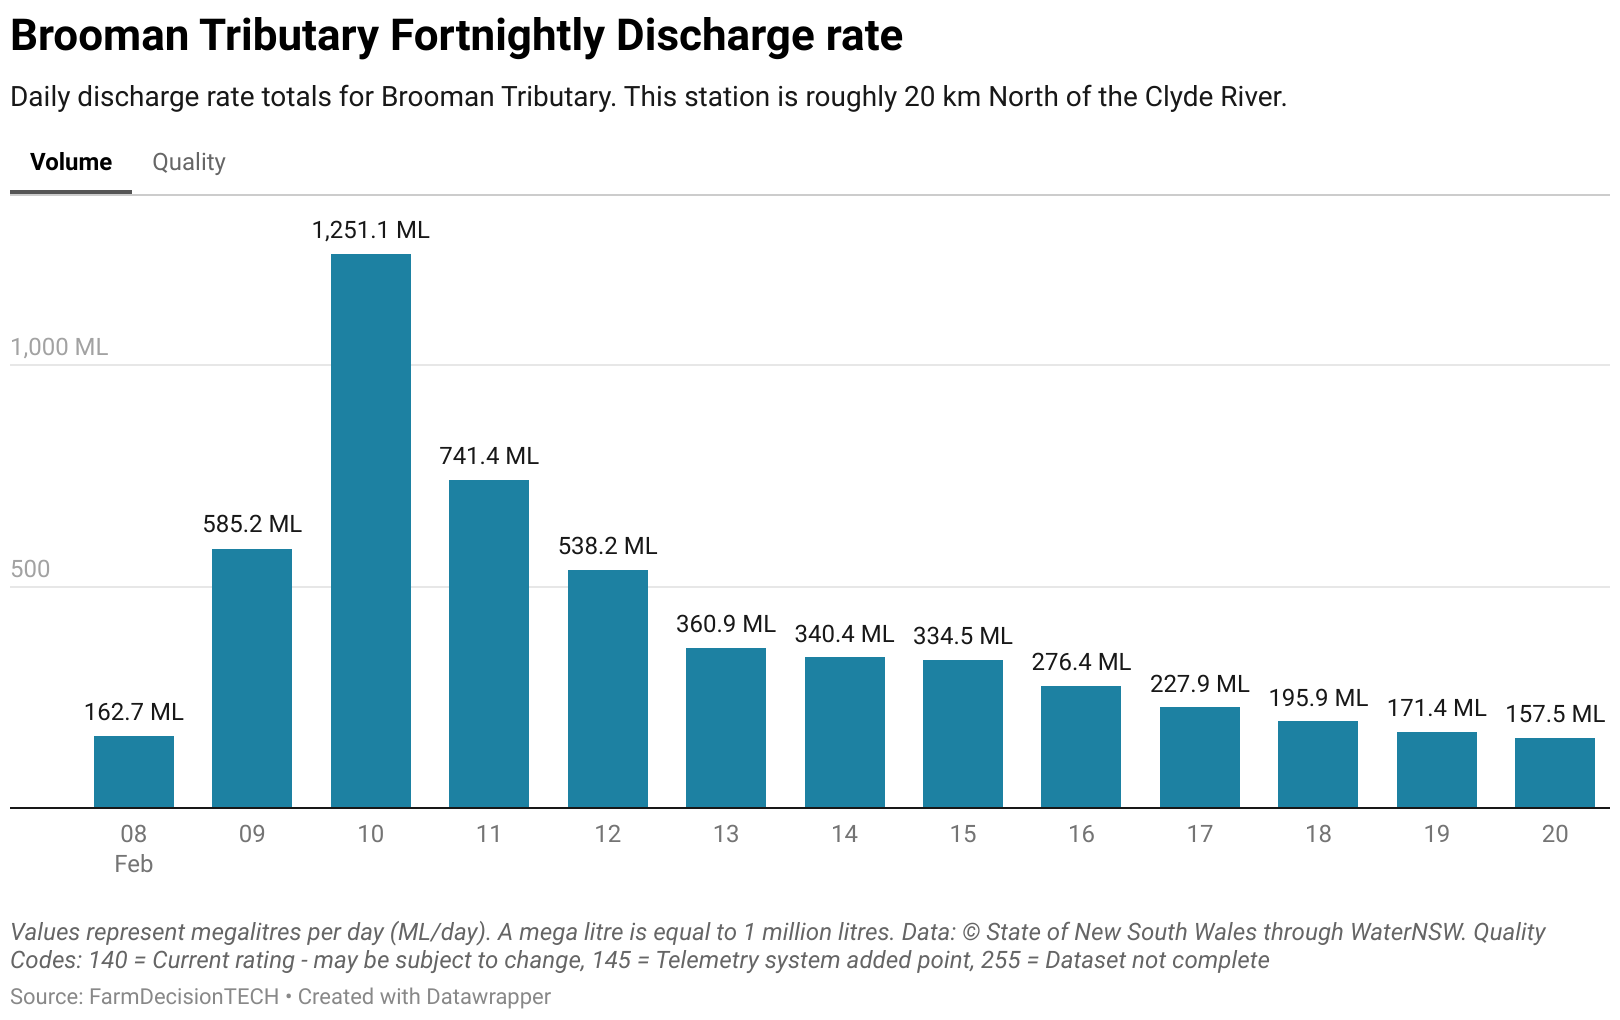 Brooman Tributary Fortnightly Discharge rate
Daily discharge rate totals for Brooman Tributary. This station is roughly 20 km North of the Clyde River.
Volume Quality
1,251.1 ML
1,000 ML
741.4 ML
585.2 ML
538.2 ML
500
360.9 ML 340.4 ML 334.5 ML
276.4 ML
227.9 ML
195.9 ML
171.4 ML
157.5 ML
162.7 ML
08 09 10 11 12 13 14 15 16 17 18 19 20
Feb
Values represent megalitres per day (ML/day). A mega litre is equal to 1 million litres. Data: © State of New South Wales through WaterNSW. Quality
Codes: 140 = Current rating - may be subject to change, 145 = Telemetry system added point, 255 = Dataset not complete
Source: FarmDecisionTECH • Created with Datawrapper